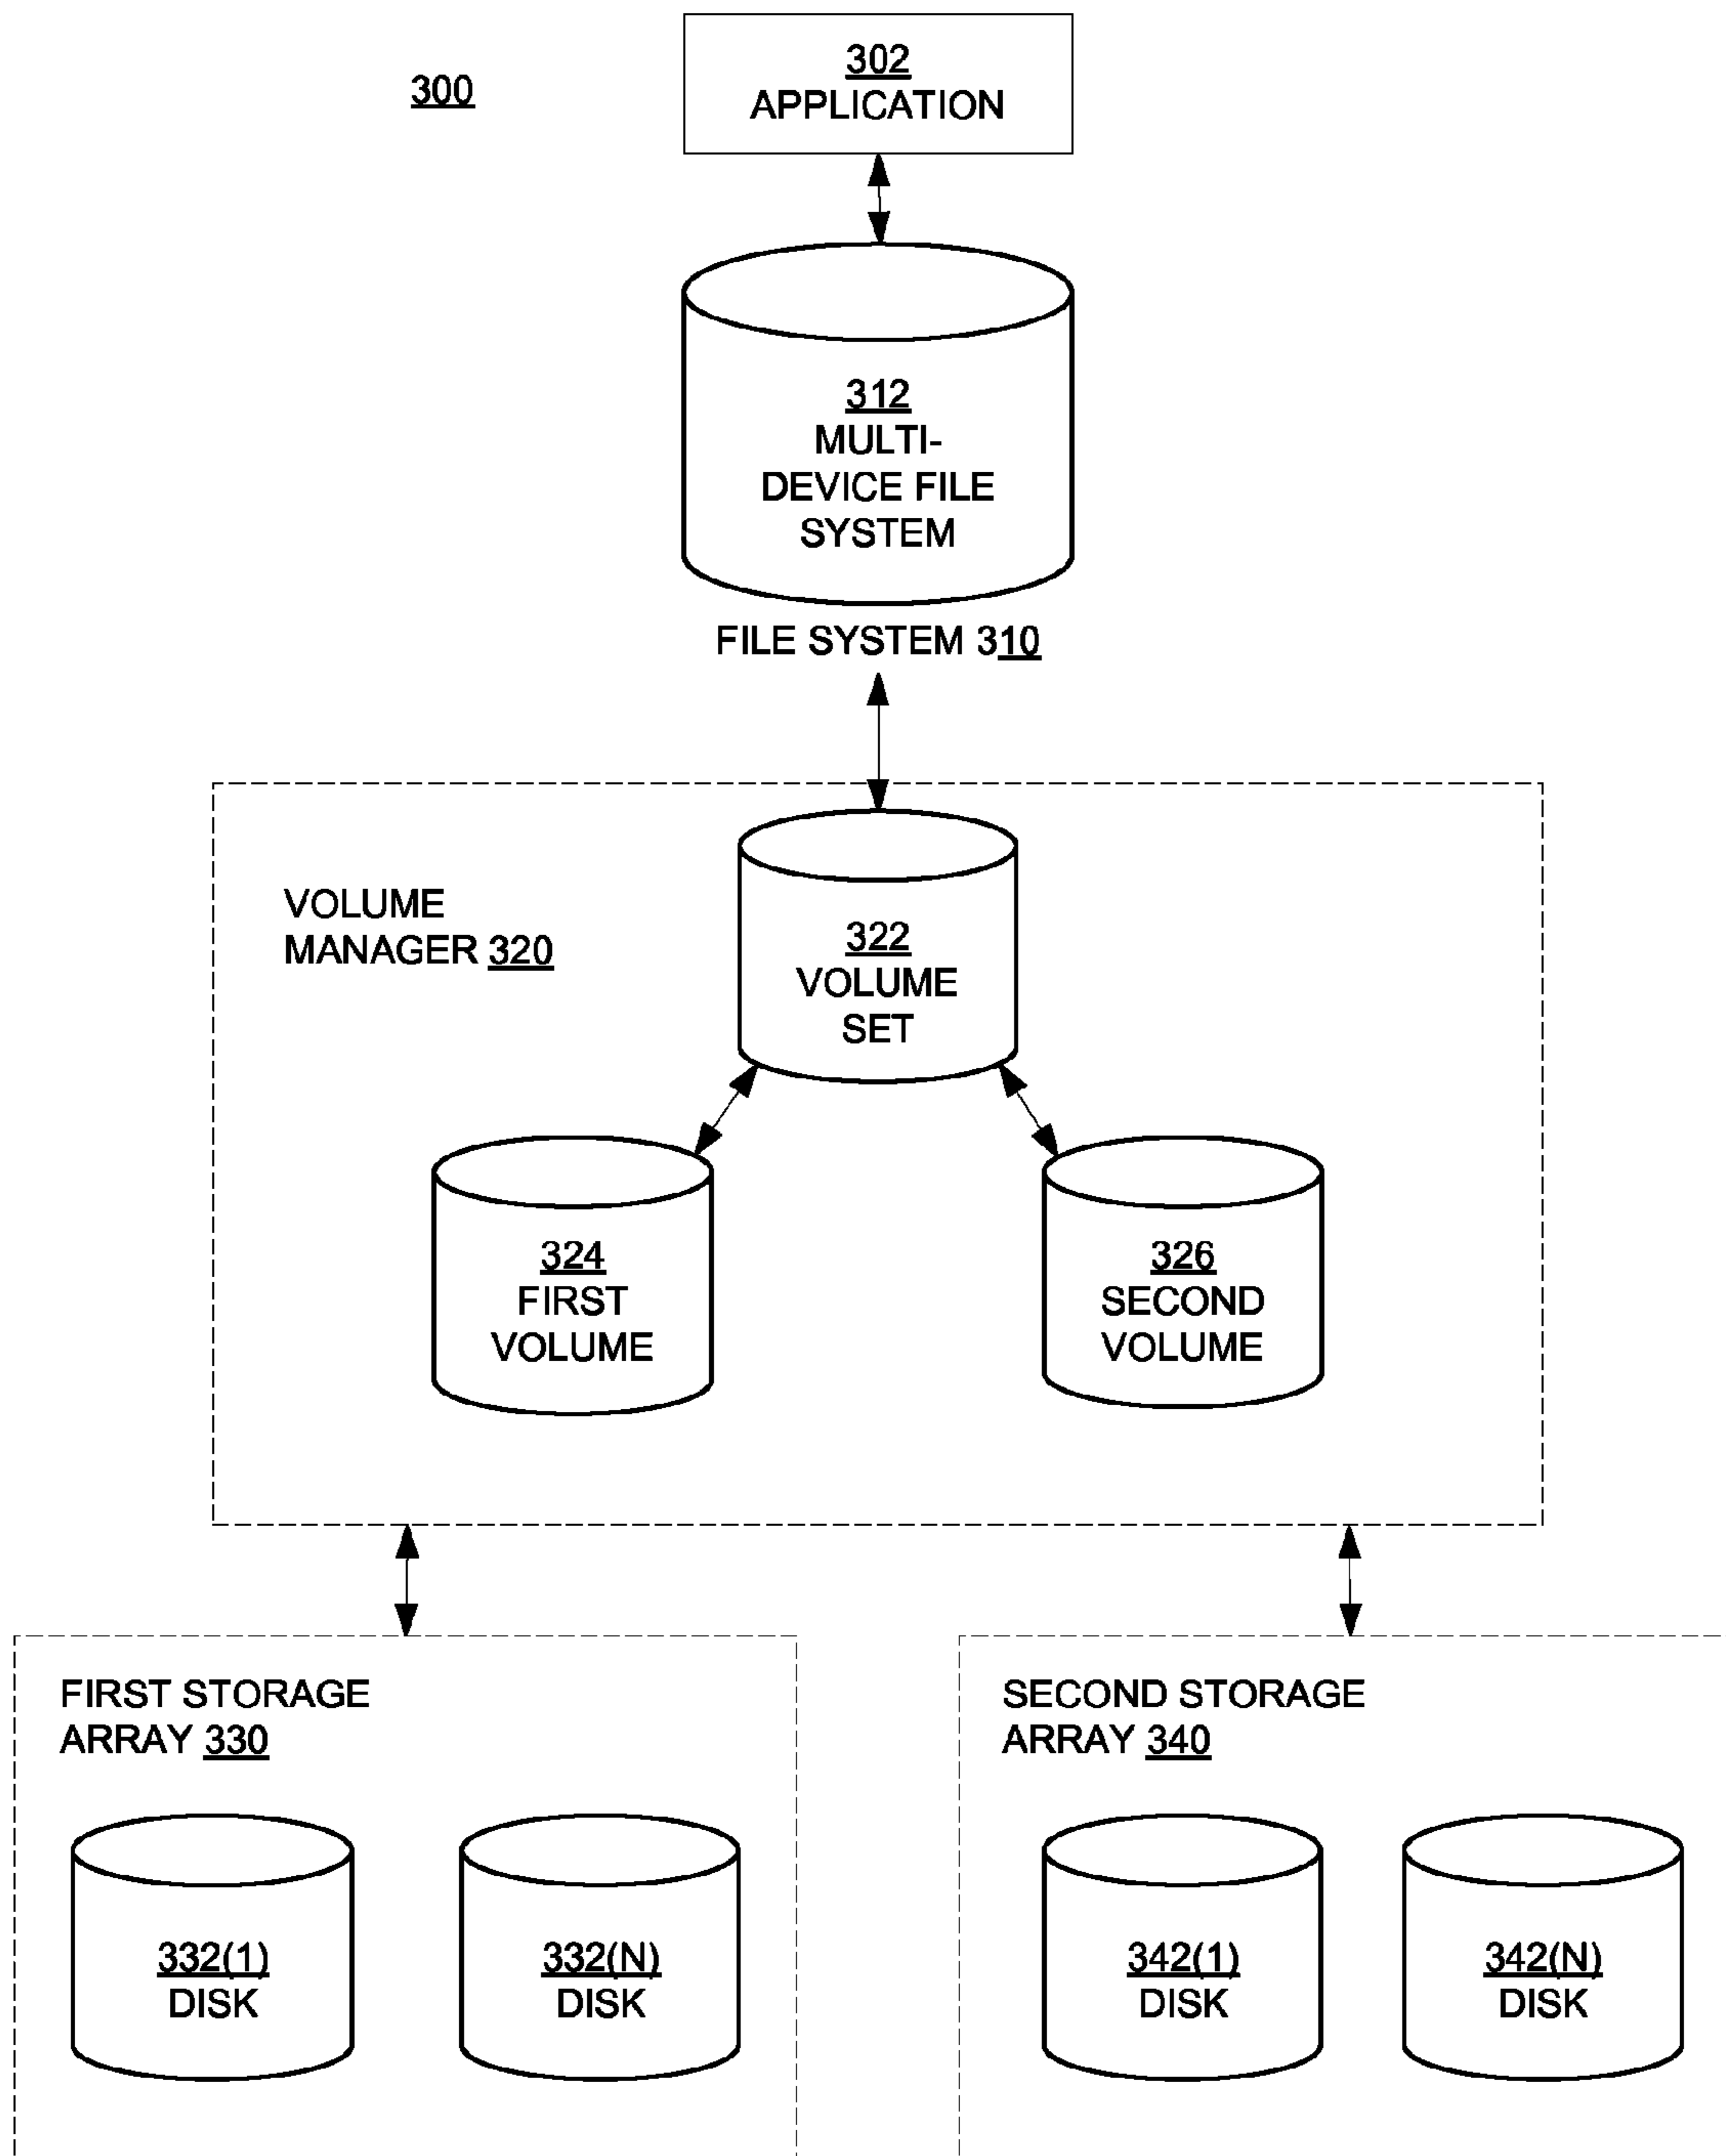 300
302
APPLICATION
312
MULTI-
DEVICE FILE
SYSTEM
FILE SYSTEM 310
VOLUME
MANAGER 320
322
VOLUME
SET
324
FIRST
VOLUME
326
SECOND
VOLUME
FIRST STORAGE
ARRAY 330
332(1)
DISK
332(N)
DISK
SECOND STORAGE
ARRAY 340
342(1)
DISK
342(N)
DISK